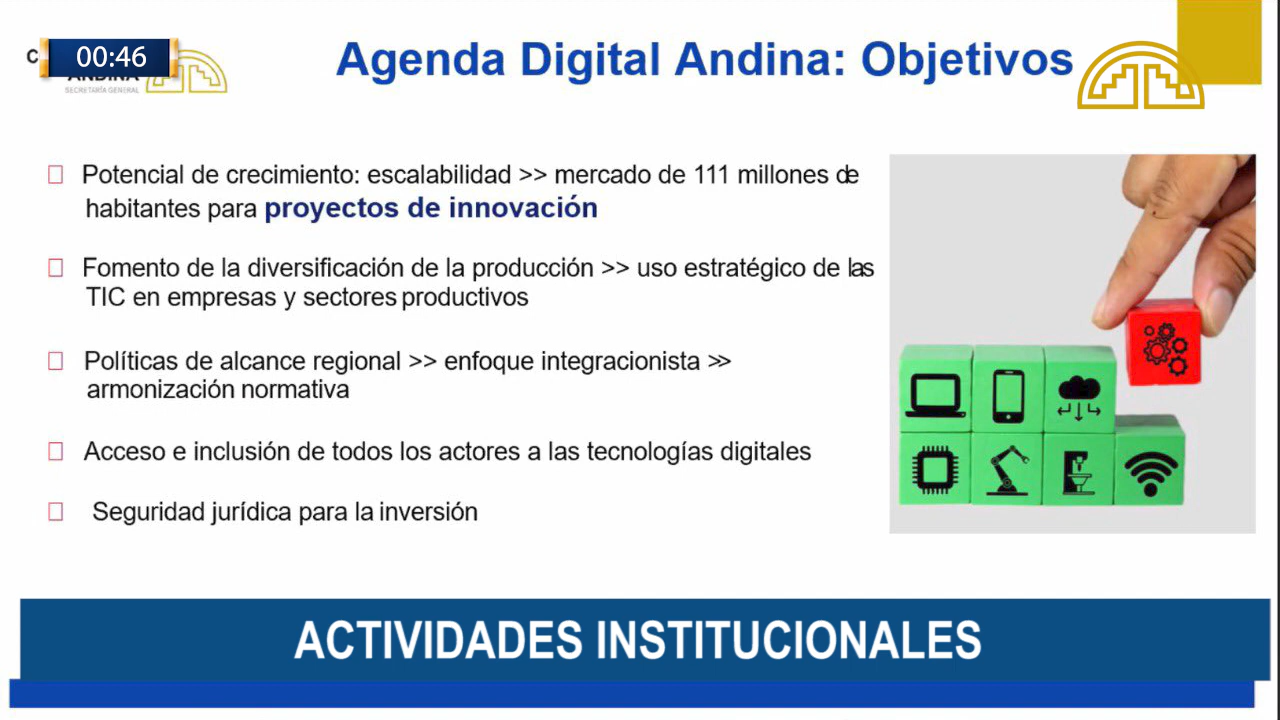 00:46
ANDINA
SECRETARÍA GENERAL
Agenda Digital Andina: Objetivos
Potencial de crecimiento: escalabilidad >> mercado de 111 millones de
habitantes para proyectos de innovación
Fomento de la diversificación de la producción >> uso estratégico de las
TIC en empresas y sectores productivos
Políticas de alcance regional >> enfoque integracionista >>
armonización normativa
Acceso e inclusión de todos los actores a las tecnologías digitales
Seguridad jurídica para la inversión
ACTIVIDADES INSTITUCIONALES